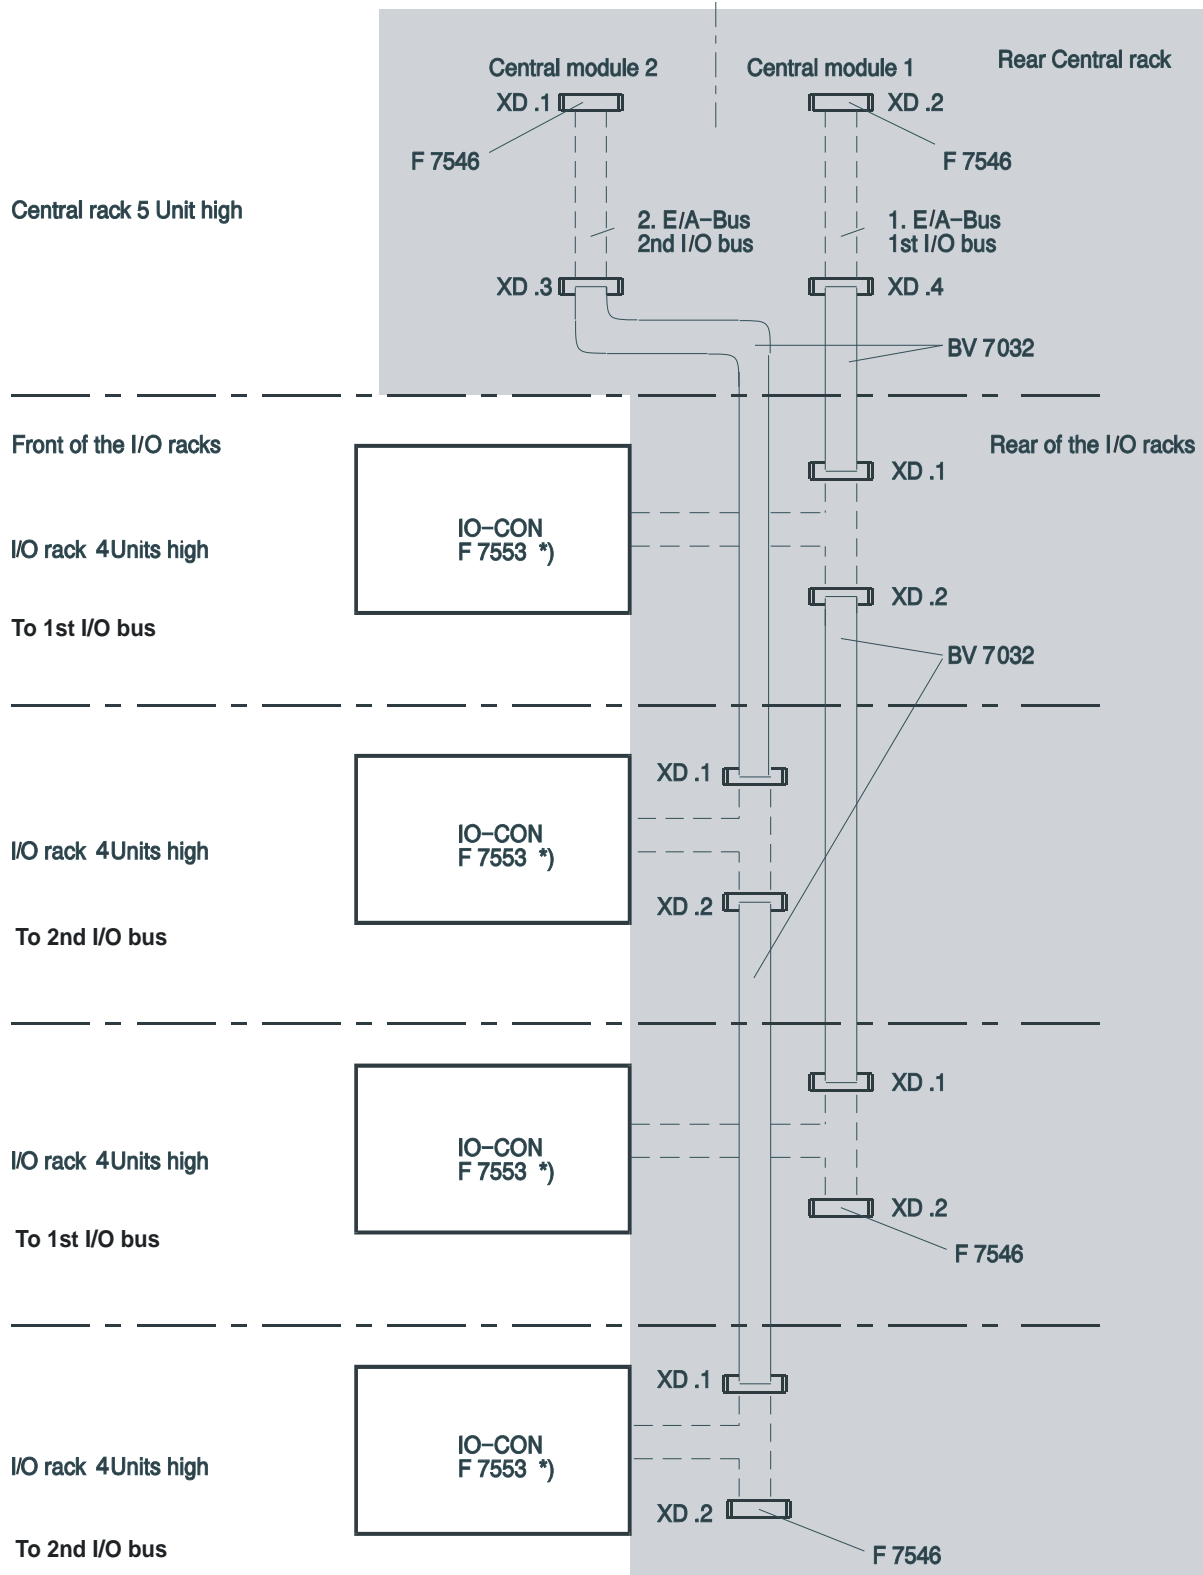 Rear Central rack
Central module 2
Central module 1
XD .1
XD .2
F 7546
F 7546
Central rack 5 Unit high
2. E/A-Bus
2nd I/O bus
1. E/A-Bus
1st I/O bus
XD .3
XD .4
BV 7032
Front of the I/O racks
Rear of the I/O racks
XD .1
IO-CON
F 7553 *)
I/O rack 4Units high
XD .2
To 1st I/O bus
BV 7032
XD .1
IO-CON
F 7553 *)
I/O rack 4Units high
XD .2
To 2nd I/O bus
XD .1
IO-CON
F 7553 *)
I/O rack 4Units high
XD .2
To 1st I/O bus
F 7546
XD .1
IO-CON
F 7553 *)
I/O rack 4Units high
XD .2
To 2nd I/O bus
F 7546